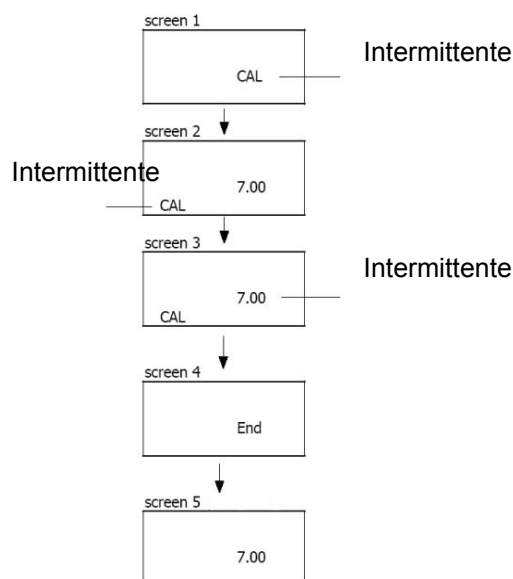 screen 1
CAL
Intermittente
screen 2
Intermittente
7.00
CAL
screen 3
7.00
Intermittente
CAL
screen 4
End
screen 5
7.00